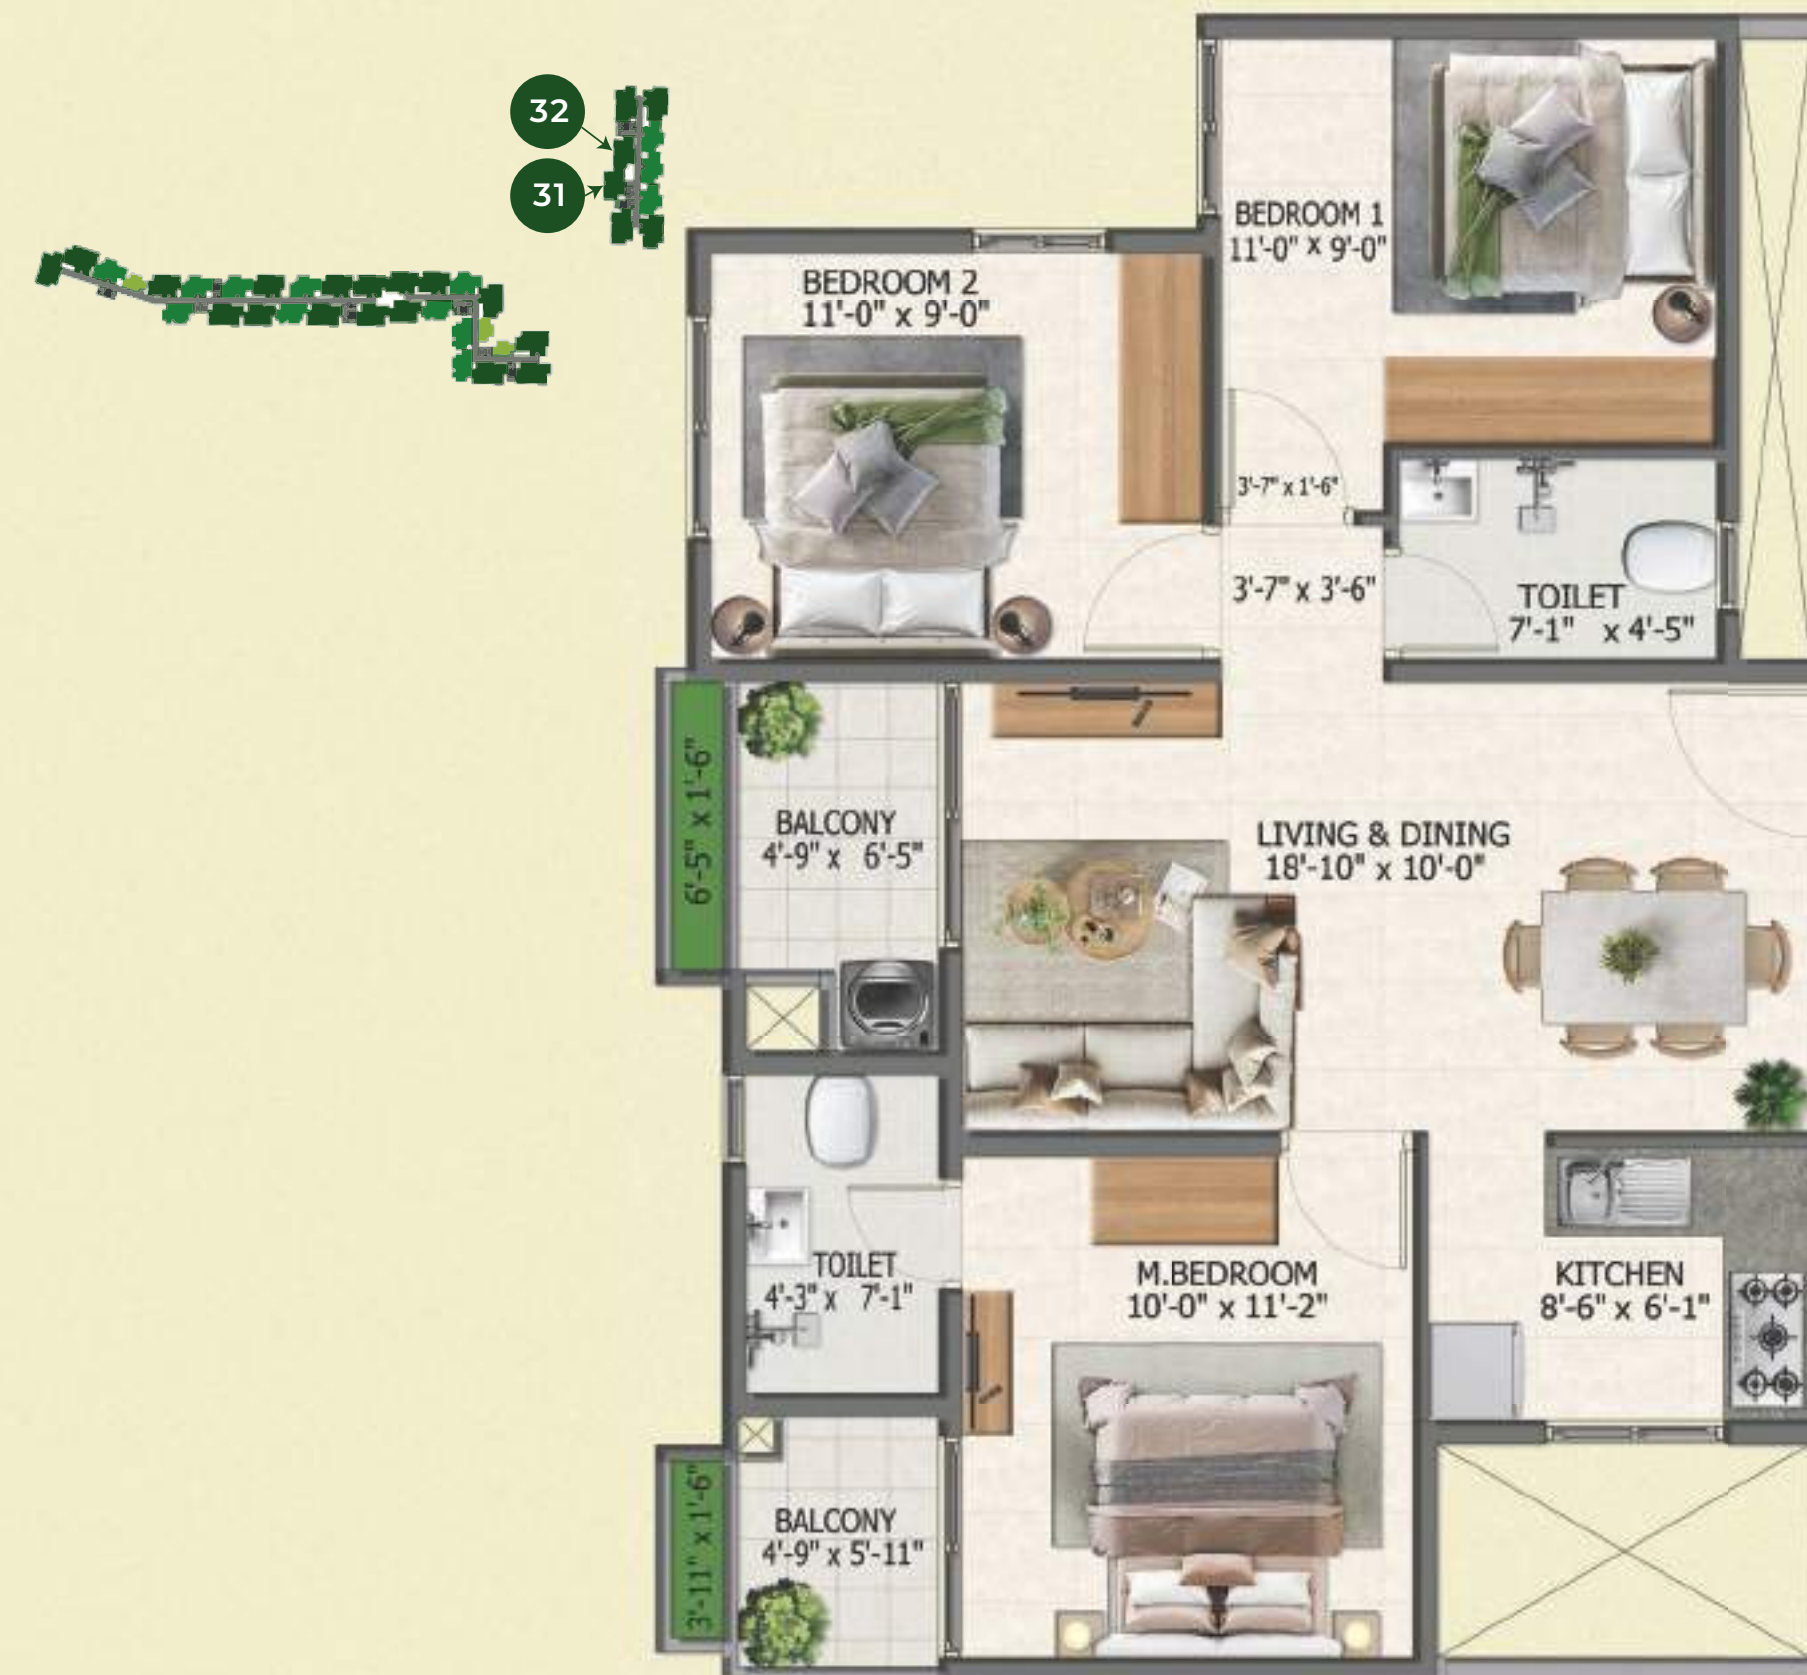 32
31
BEDROOM 1
11'-0" x 9'-0"
BEDROOM 2
11'-0" x 9'-0"
3'-7" x 1'-6"
3'-7" x 3'-6"
TOILET
7'-1" x 4'-5"
6'-5" x 1'-6"
BALCONY
4'-9" x 6'-5"
LIVING & DINING
18'-10" x 10'-0"
TOILET
4'-3" x 7'-1"
M.BEDROOM
10'-0" x 11'-2"
KITCHEN
8'-6" x 6'-1"
3'-11" x 1'-6"
BALCONY
4'-9" x 5'-11"